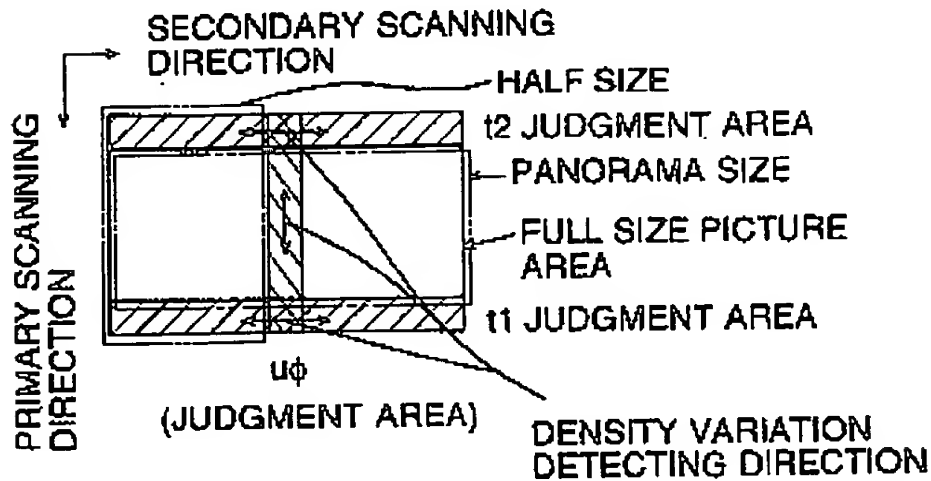 SECONDARY SCANNING
DIRECTION
HALF SIZE
t2 JUDGMENT AREA
PANORAMA SIZE
FULL SIZE PICTURE
AREA
t1 JUDGMENT AREA
PRIMARY SCANNING
DIRECTION
uϕ
(JUDGMENT AREA)
DENSITY VARIATION
DETECTING DIRECTION